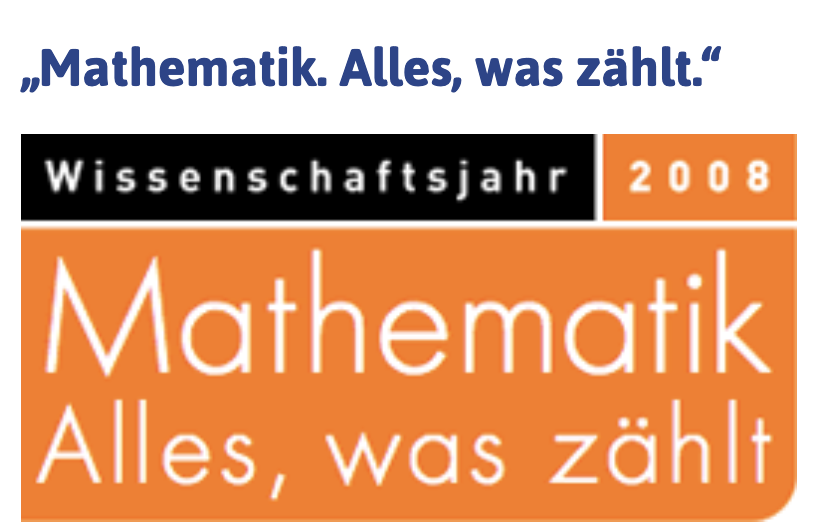 „Mathematik. Alles, was zählt.“
Wissenschaftsjahr 2008
Mathematik
Alles, was zählt